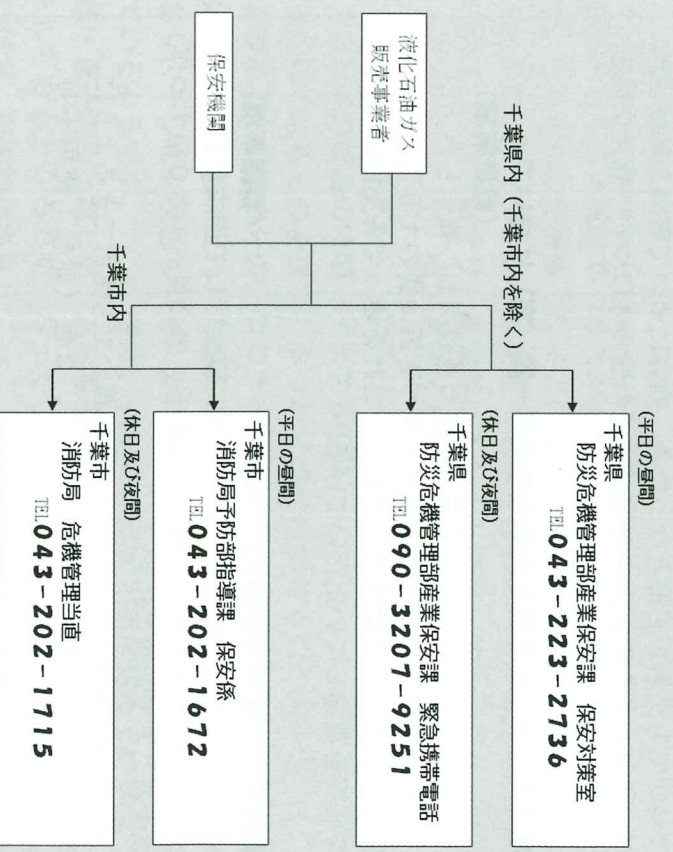 液化石油ガス
販売事業者
保安機関
千葉県内(千葉市内を除く)
(平日の昼間)
千葉県
防災危機管理部産業保安課 保安対策室
TEL 043-223-2736
(休日及び夜間)
千葉県
防災危機管理部産業保安課 緊急携帯電話
TEL 090-3207-9251
千葉市内
(平日の昼間)
千葉市
消防局予防部指導課 保安係
TEL 043-202-1672
(休日及び夜間)
千葉市
消防局 危機管理当直
TEL 043-202-1715